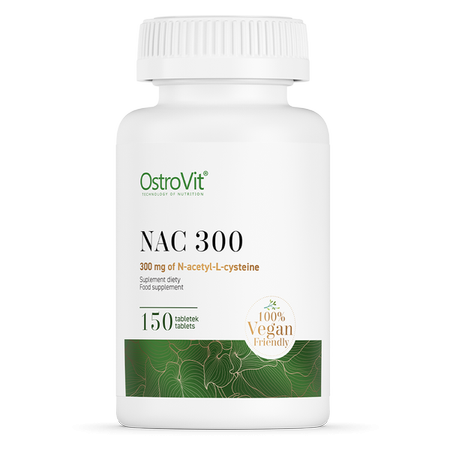 OstroVit®
TECHNOLOGY OF NUTRITION
NAC 300
300 mg of N-acetyl-L-cysteine
Suplement diety
Food supplement
150 tabletek
tablets
100%
Vegan
Friendly